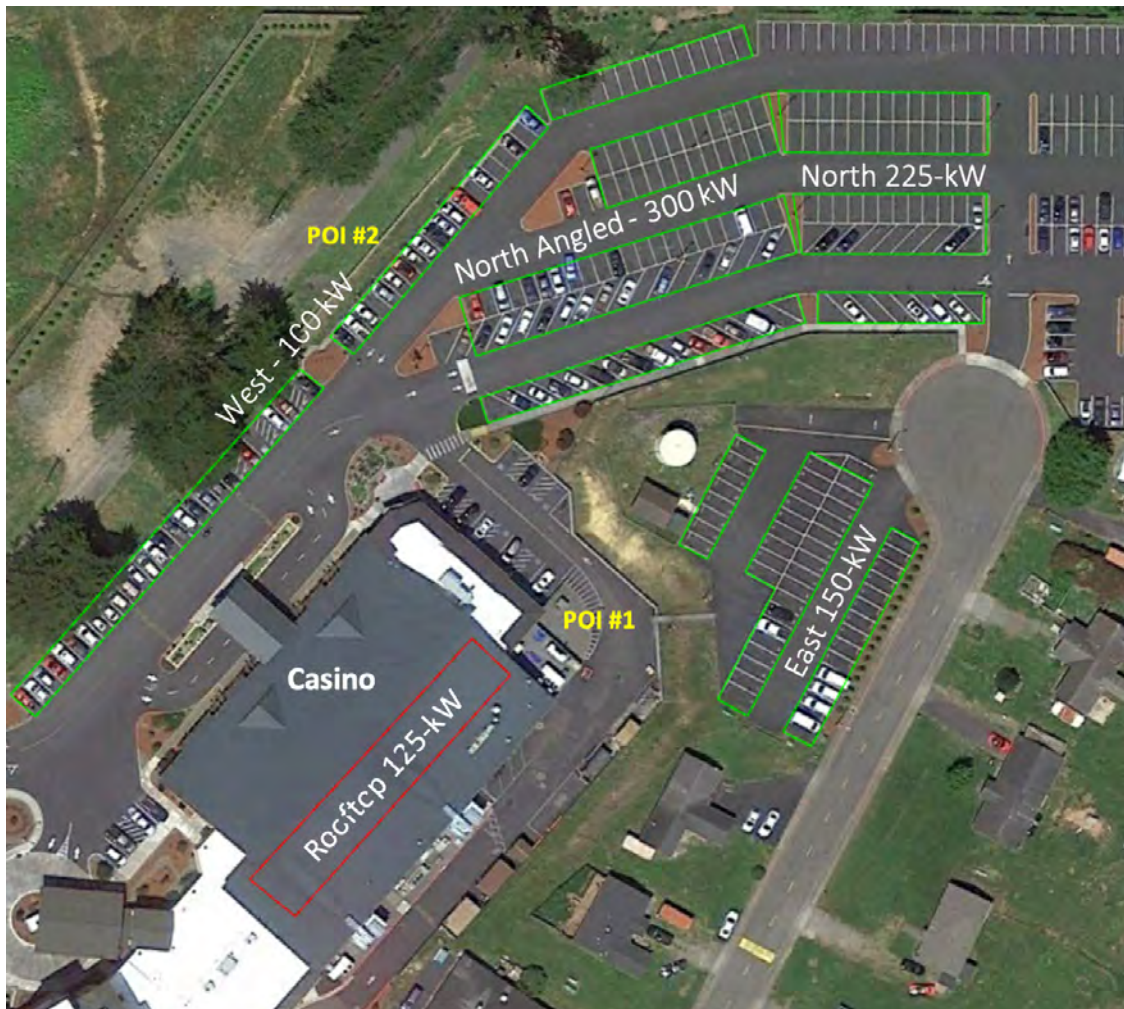 North 225-kW
North Angled - 300 kW
POI #2
West - 100 kW
POI #1
East 150-kW
Casino
Rooftop 125-kW